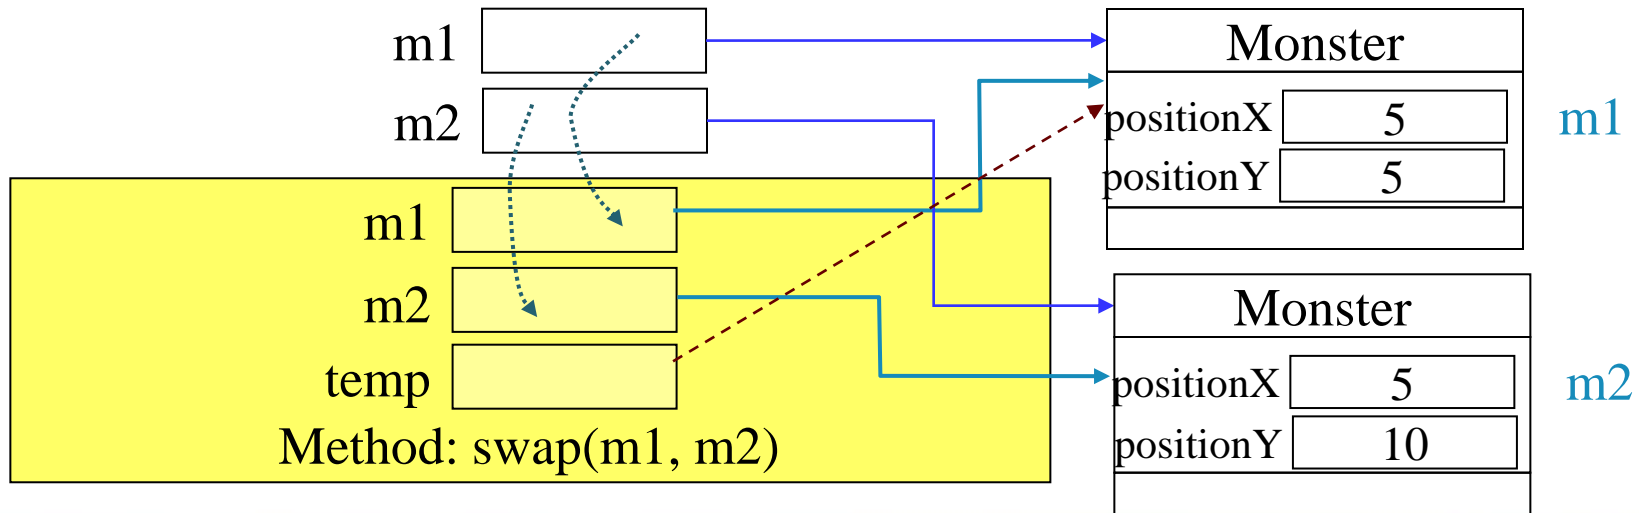 m1
m2
m1
m2
temp
Method: swap(m1, m2)
Monster
positionX 5
positionY 5
m1
Monster
positionX 5
positionY 10
m2